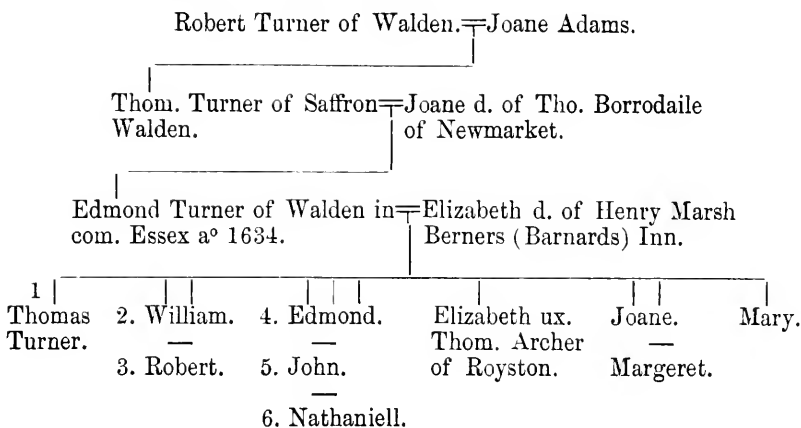 Robert Turner of Walden.=Joane Adams.
Thom. Turner of Saffron=Joane d. of Tho. Borrodaile
Walden. of Newmarket.
Edmond Turner of Walden in=Elizabeth d. of Henry Marsh
com. Essex aº 1634. Berners (Barnards) Inn.
1
Thomas 2. William. 4. Edmond. Elizabeth ux. Joane. Mary.
Turner. — — Thom. Archer —
3. Robert. 5. John. of Royston. Margeret.
—
6. Nathaniell.